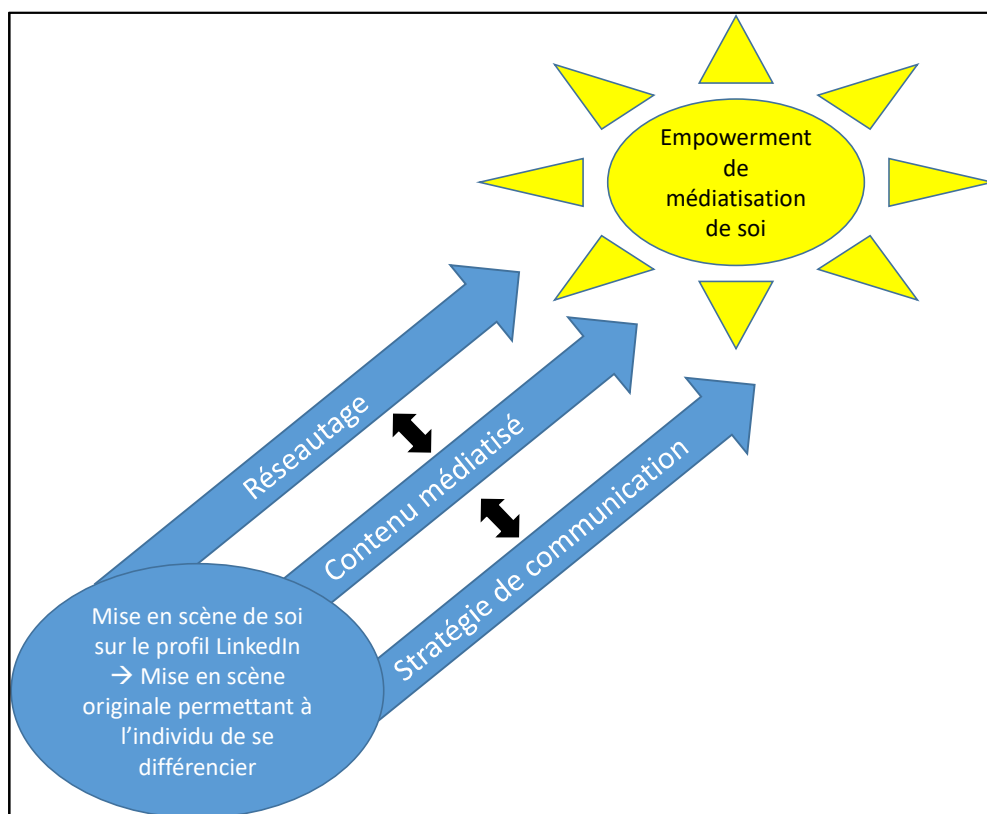 Empowerment
de
médiatisation
de soi
Réseautage
Contenu médiatisé
Stratégie de communication
Mise en scène de soi
sur le profil LinkedIn
→ Mise en scène
originale permettant à
l’individu de se
différencier